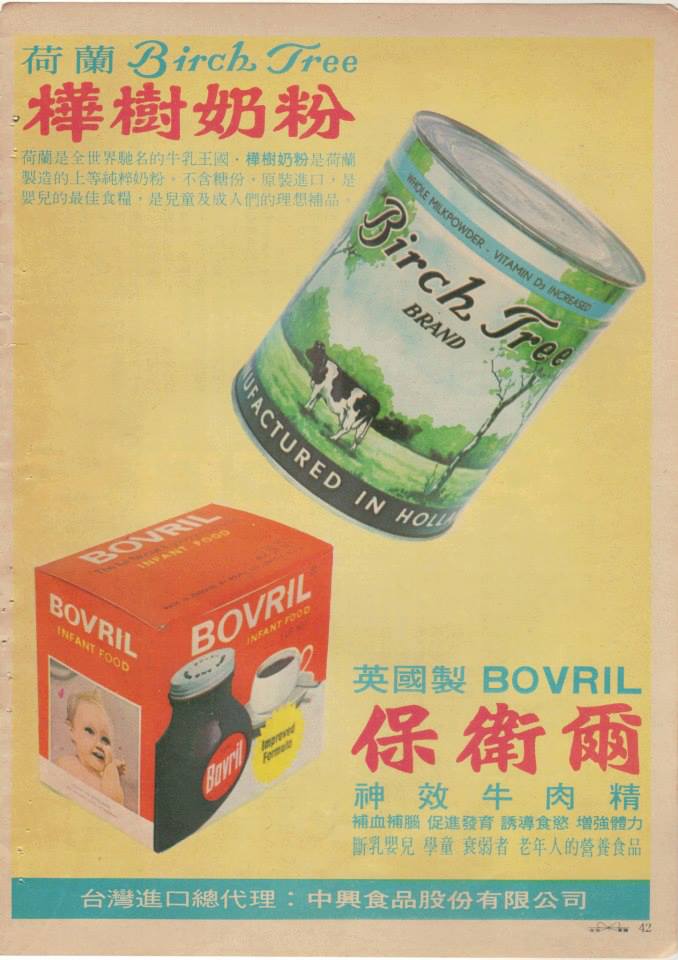 荷蘭 Birch Tree
樺樹奶粉
荷蘭是全世界馳名的牛乳王國．樺樹奶粉是荷蘭
製造的上等純粹奶粉。不含糖份，原裝進口，是
嬰兒的最佳食糧，是兒童及成人們的理想補品。
WHOLE MILKPOWDER - VITAMIN D3 INCREASED
Birch Tree
BRAND
UFACTURED IN HOLL
BOVRIL
INFANT FOOD
BOVRIL
INFANT FOOD
BOVRIL
INFANT FOOD
Bovril
Improved
Formula
英國製 BOVRIL
保衛爾
神效牛肉精
補血補腦 促進發育 誘導食慾 增強體力
斷乳嬰兒 學童 衰弱者 老年人的營養食品
台灣進口總代理：中興食品股份有限公司
42